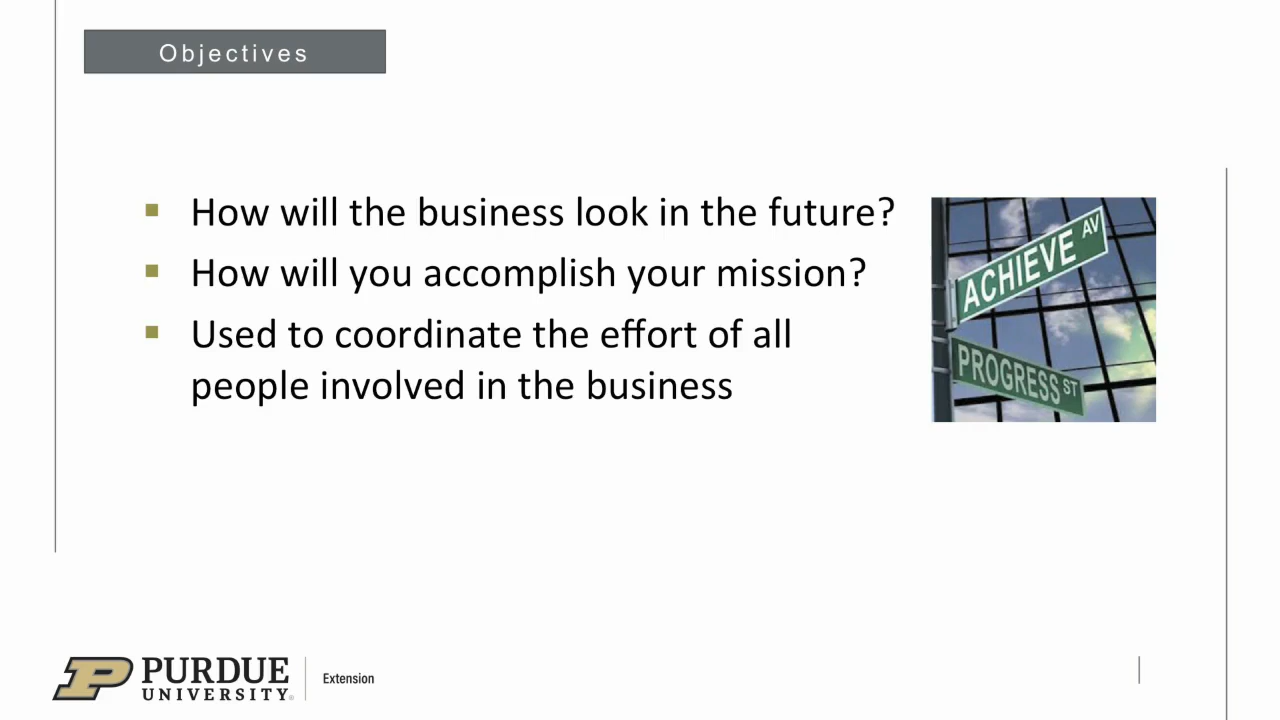 Objectives
How will the business look in the future?
How will you accomplish your mission?
Used to coordinate the effort of all
people involved in the business
ACHIEVE AV
PROGRESS ST
P PURDUE
UNIVERSITY®
Extension